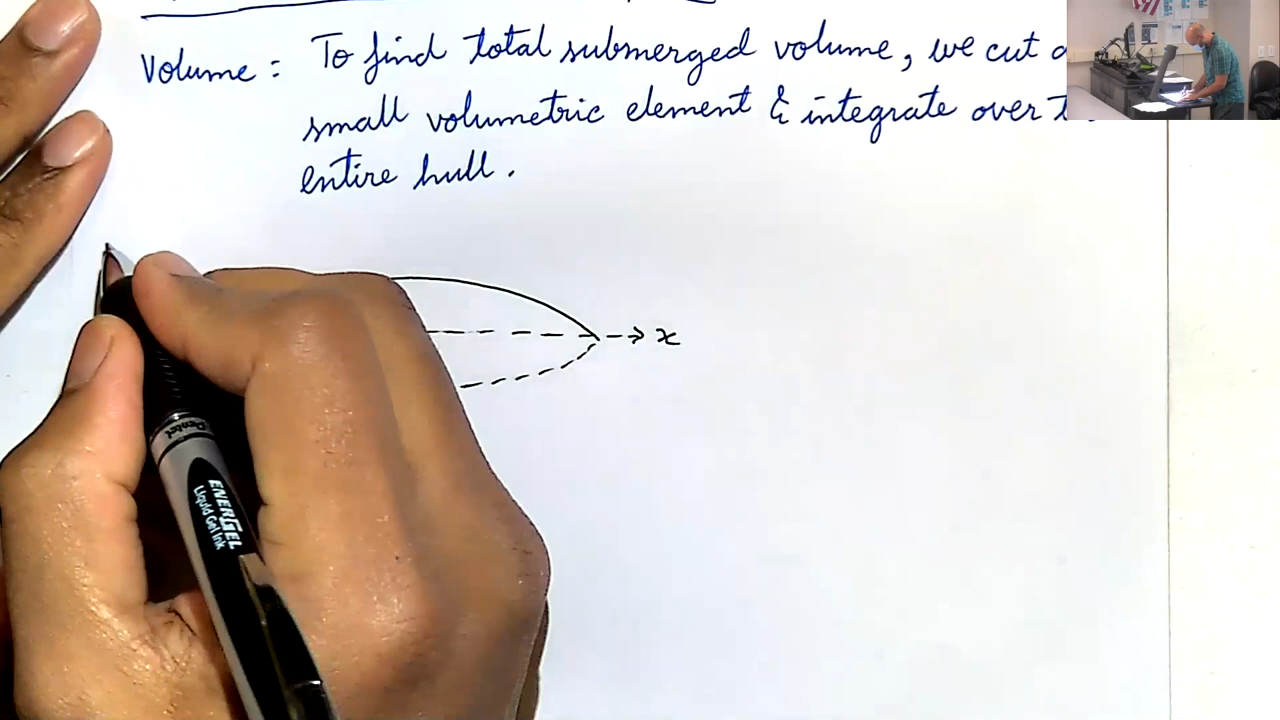 Volume : To find total submerged volume, we cut a
small volumetric element & integrate over
entire hull.
x
Pentel
ENERGEL
Liquid Gel Ink